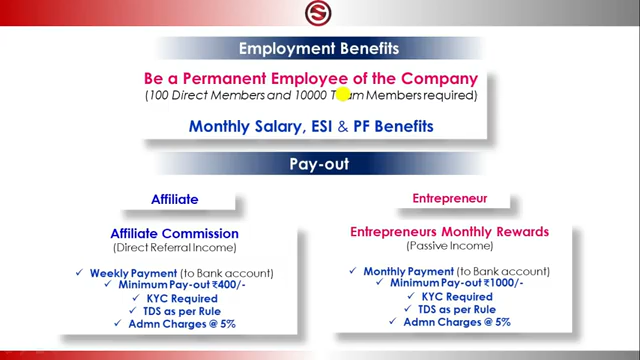 S
Employment Benefits
Be a Permanent Employee of the Company
(100 Direct Members and 10000 Team Members required)
Monthly Salary, ESI & PF Benefits
Pay-out
Affiliate
Affiliate Commission
(Direct Referral Income)
✓ Weekly Payment (to Bank account)
✓ Minimum Pay-out ₹400/-
✓ KYC Required
✓ TDS as per Rule
✓ Admn Charges @ 5%
Entrepreneur
Entrepreneurs Monthly Rewards
(Passive Income)
✓ Monthly Payment (to Bank account)
✓ Minimum Pay-out ₹1000/-
✓ KYC Required
✓ TDS as per Rule
✓ Admn Charges @ 5%